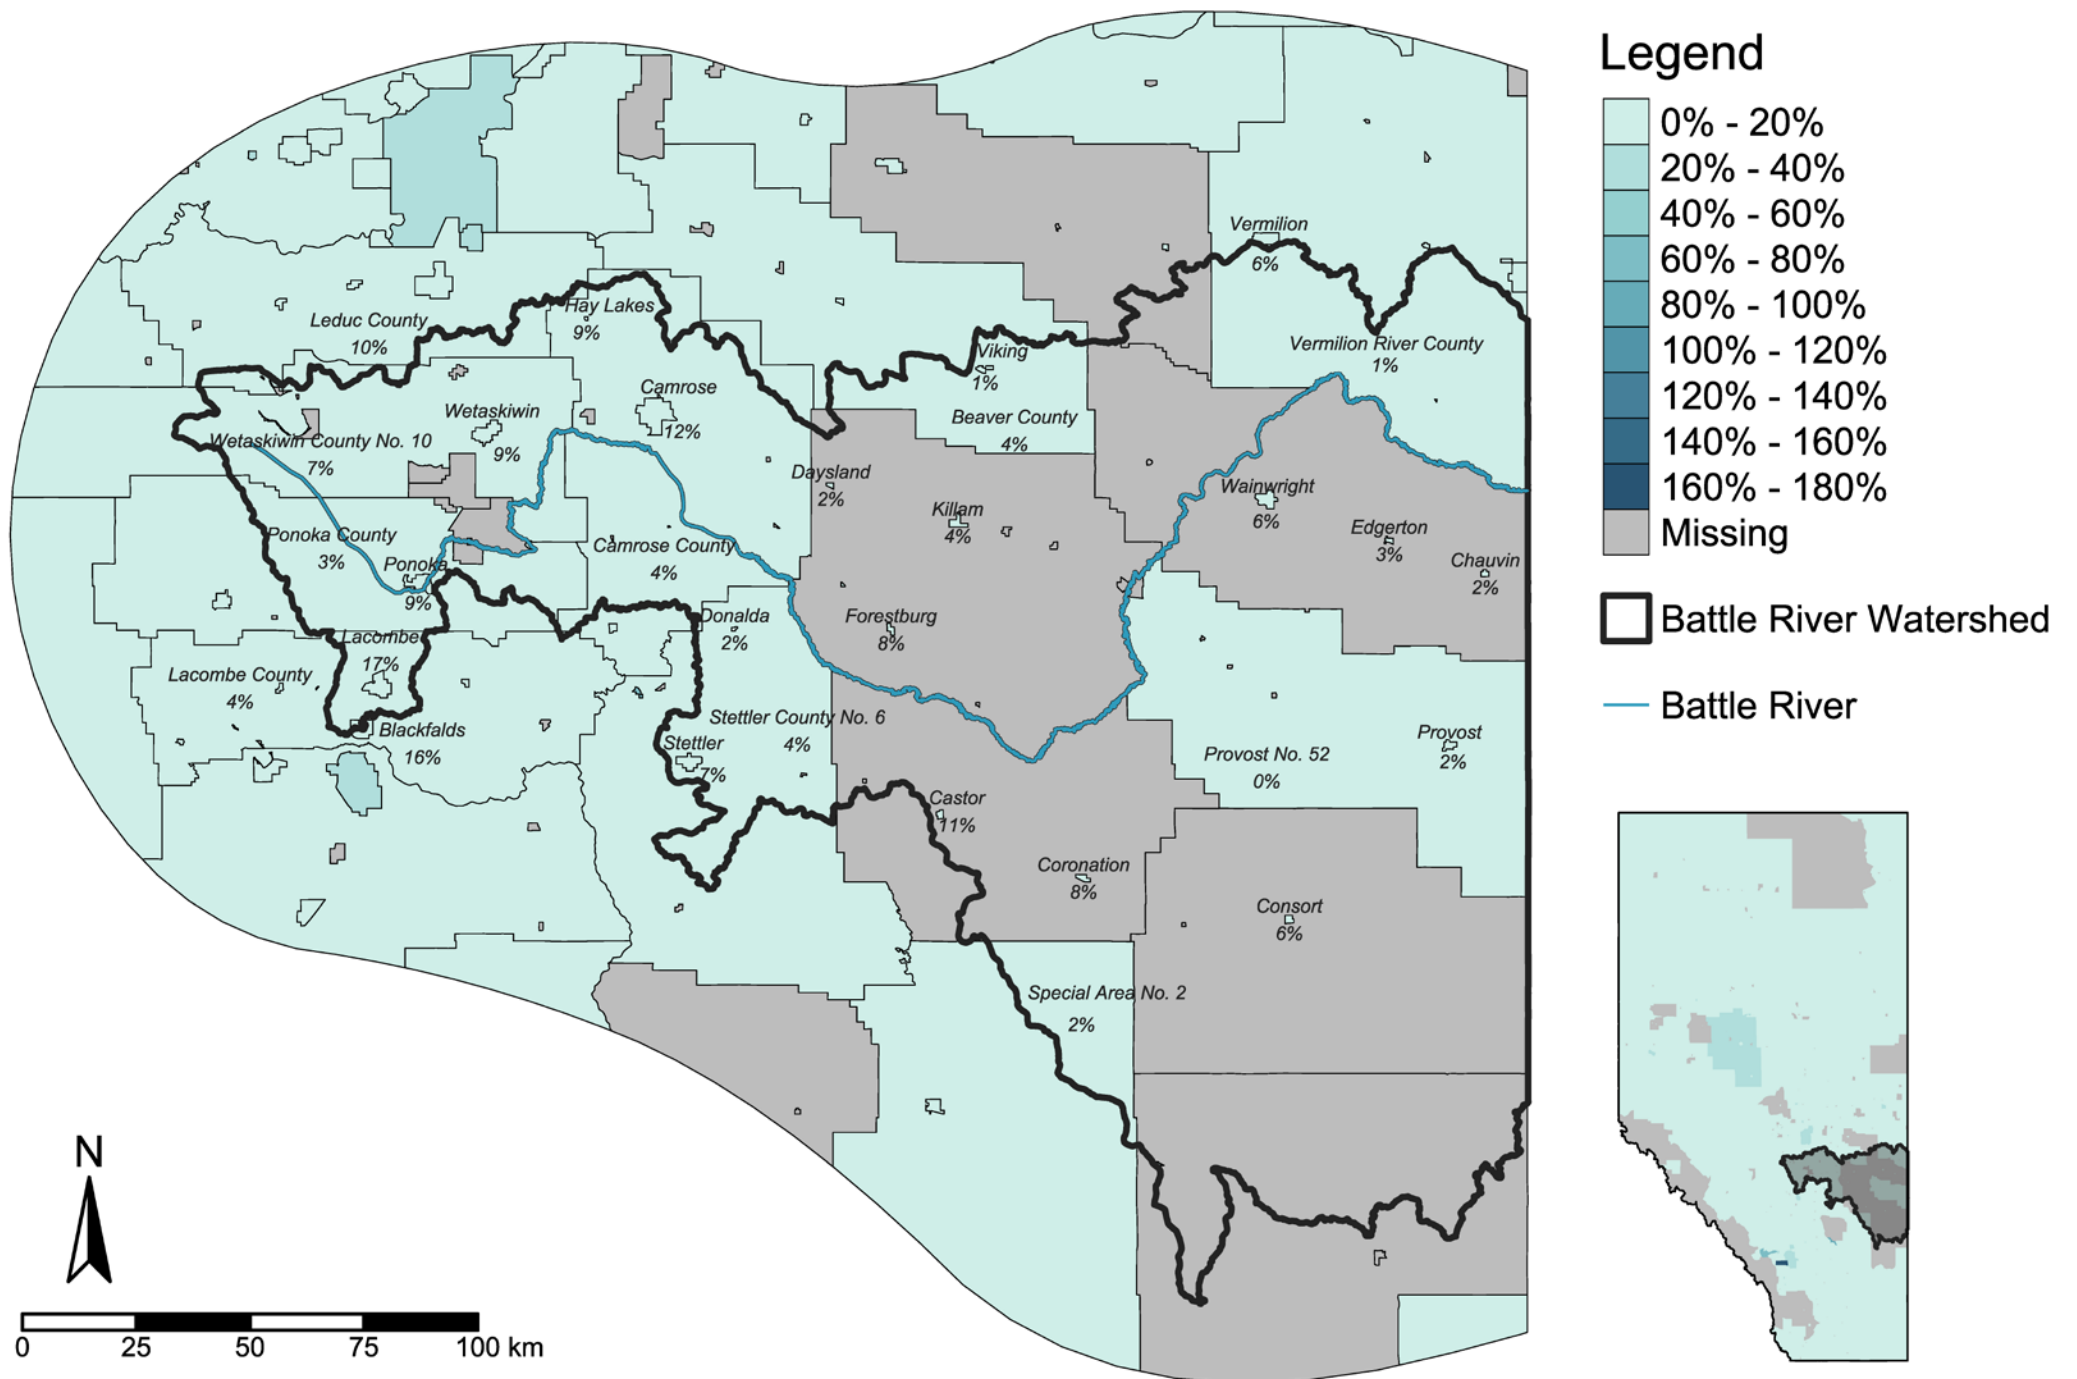 Legend
0% - 20%
20% - 40%
40% - 60%
60% - 80%
80% - 100%
100% - 120%
120% - 140%
140% - 160%
160% - 180%
Missing
Battle River Watershed
Battle River
Vermilion
6%
Hay Lakes
9%
Leduc County
10%
Vermilion River County
1%
Viking
1%
Camrose
12%
Wetaskiwin
9%
Beaver County
4%
Wetaskiwin County No. 10
7%
Daysland
2%
Wainwright
6%
Killam
4%
Edgerton
3%
Ponoka County
3%
Camrose County
4%
Chauvin
2%
Ponoka
9%
Donalda
2%
Forestburg
8%
Lacombe
17%
Lacombe County
4%
Stettler County No. 6
4%
Blackfalds
16%
Stettler
7%
Provost
2%
Provost No. 52
0%
Castor
11%
Coronation
8%
Consort
6%
Special Area No. 2
2%
N
0 25 50 75 100 km